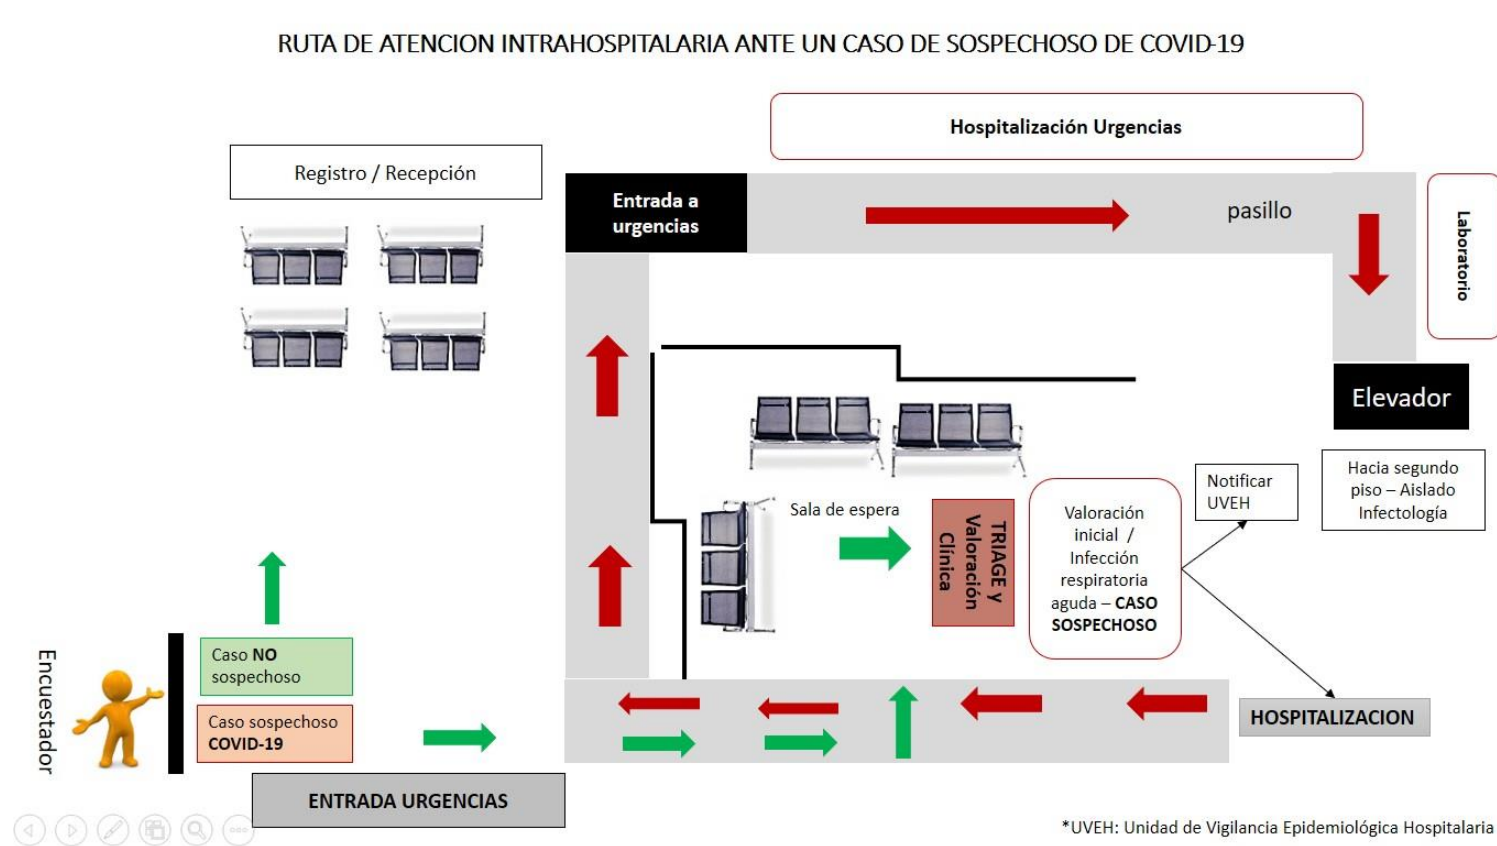 RUTA DE ATENCION INTRAHOSPITALARIA ANTE UN CASO DE SOSPECHOSO DE COVID-19
Hospitalización Urgencias
Registro / Recepción
Entrada a
urgencias
pasillo
Laboratorio
Elevador
Hacia segundo
piso – Aislado
Infectología
Sala de espera
TRIAGE y
Valoración
Clínica
Valoración
inicial /
Infección
respiratoria
aguda – CASO
SOSPECHOSO
Notificar
UVEH
HOSPITALIZACION
Encuestador
Caso NO
sospechoso
Caso sospechoso
COVID-19
ENTRADA URGENCIAS
*UVEH: Unidad de Vigilancia Epidemiológica Hospitalaria